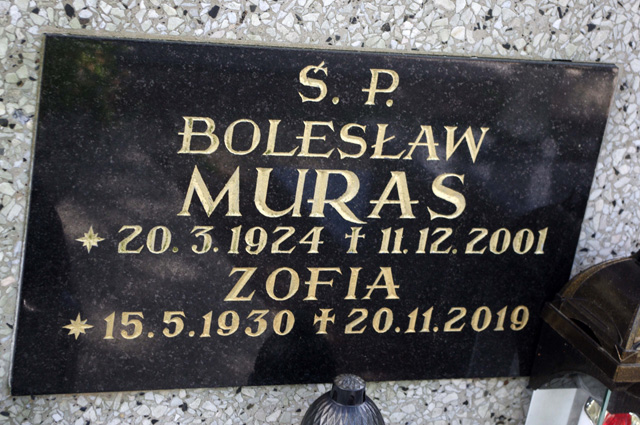 Ś. P.
BOLESŁAW
MURAS
* 20. 3. 1924 † 11. 12. 2001
ZOFIA
* 15. 5. 1930 † 20. 11. 2019